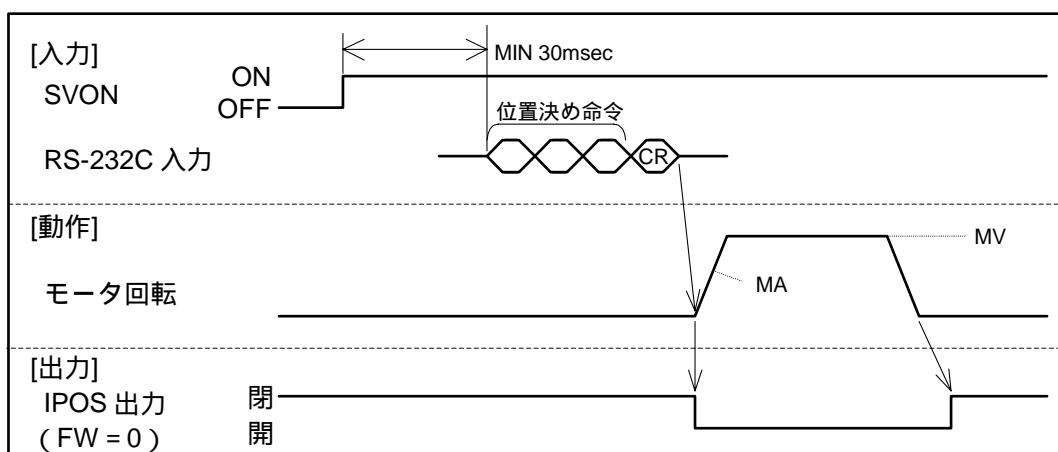 [入力]
MIN 30msec
SVON
ON
OFF
位置決め命令
RS-232C 入力
CR
[動作]
MV
MA
モータ回転
[出力]
IPOS 出力
閉
( FW = 0 )
開